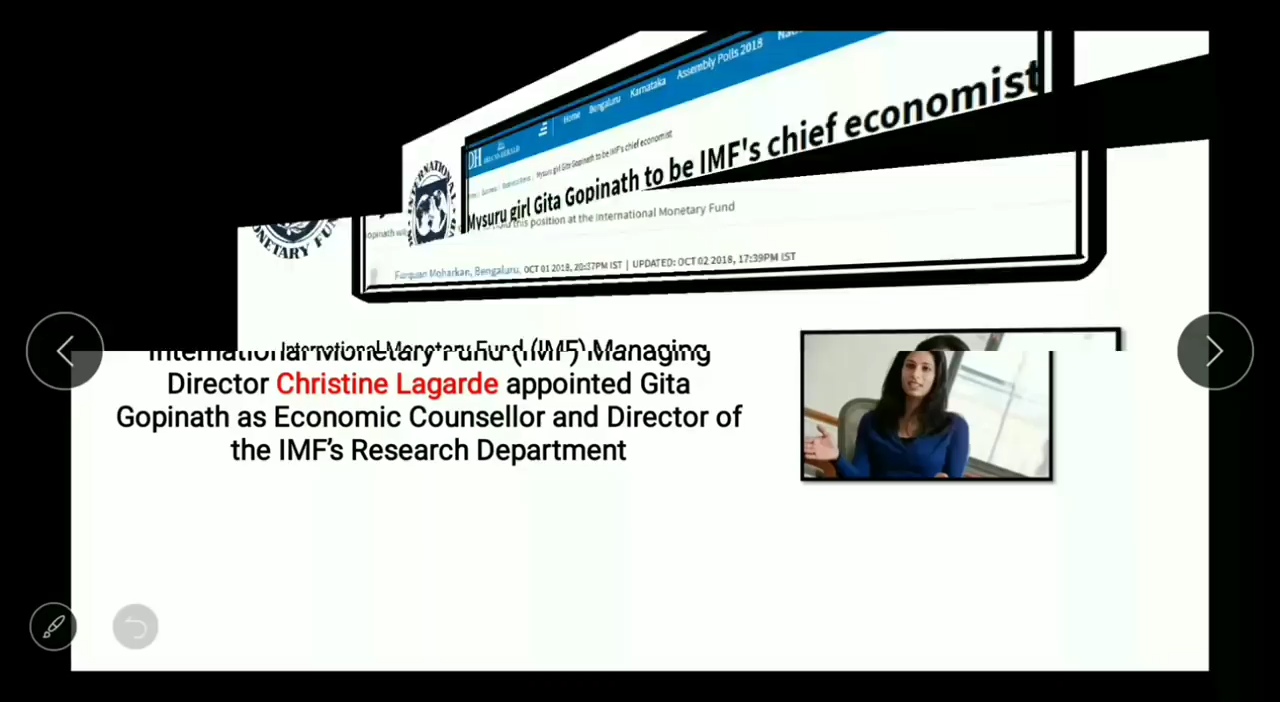 Assembly Polls 2018
Home Bengaluru Karnataka
DH
Mysuru girl Gita Gopinath to be IMF's chief economist
Mysuru girl Gita Gopinath to be IMF's chief economist
this position at the International Monetary Fund
Furquan Moharkan, Bengaluru, OCT 01 2018, 20:37PM IST | UPDATED: OCT 02 2018, 17:39PM IST
International Monetary Fund (IMF) Managing
Director Christine Lagarde appointed Gita
Gopinath as Economic Counsellor and Director of
the IMF's Research Department